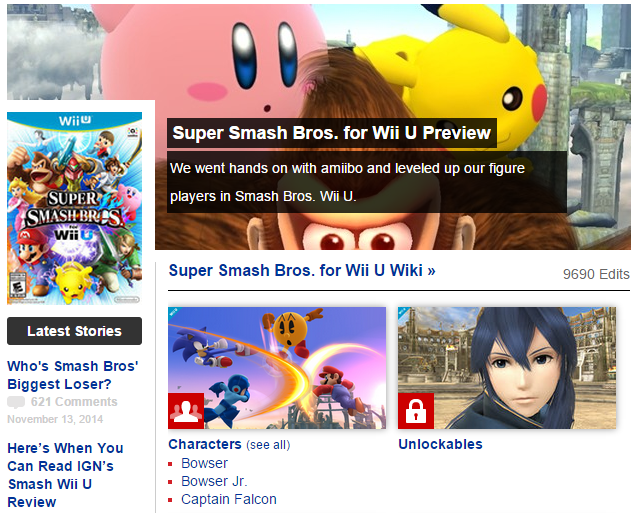 Super Smash Bros. for Wii U Preview
We went hands on with amiibo and leveled up our figure
players in Smash Bros. Wii U.
WiiU
SUPER
SMASH BROS.
FOR
WiiU
E
Nintendo
Latest Stories
Who's Smash Bros'
Biggest Loser?
621 Comments
November 13, 2014
Here's When You
Can Read IGN's
Smash Wii U
Review
Super Smash Bros. for Wii U Wiki »
9690 Edits
Characters (see all)
Bowser
Bowser Jr.
Captain Falcon
Unlockables